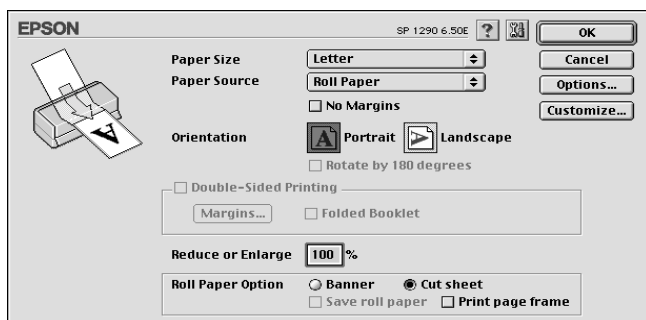 EPSON SP 1290 6.50E ? OK
Paper Size Letter Cancel
Paper Source Roll Paper Options...
No Margins Customize...
Orientation A Portrait A Landscape
Rotate by 180 degrees
Double-Sided Printing
Margins... Folded Booklet
Reduce or Enlarge 100 %
Roll Paper Option Banner Cut sheet
Save roll paper Print page frame
A